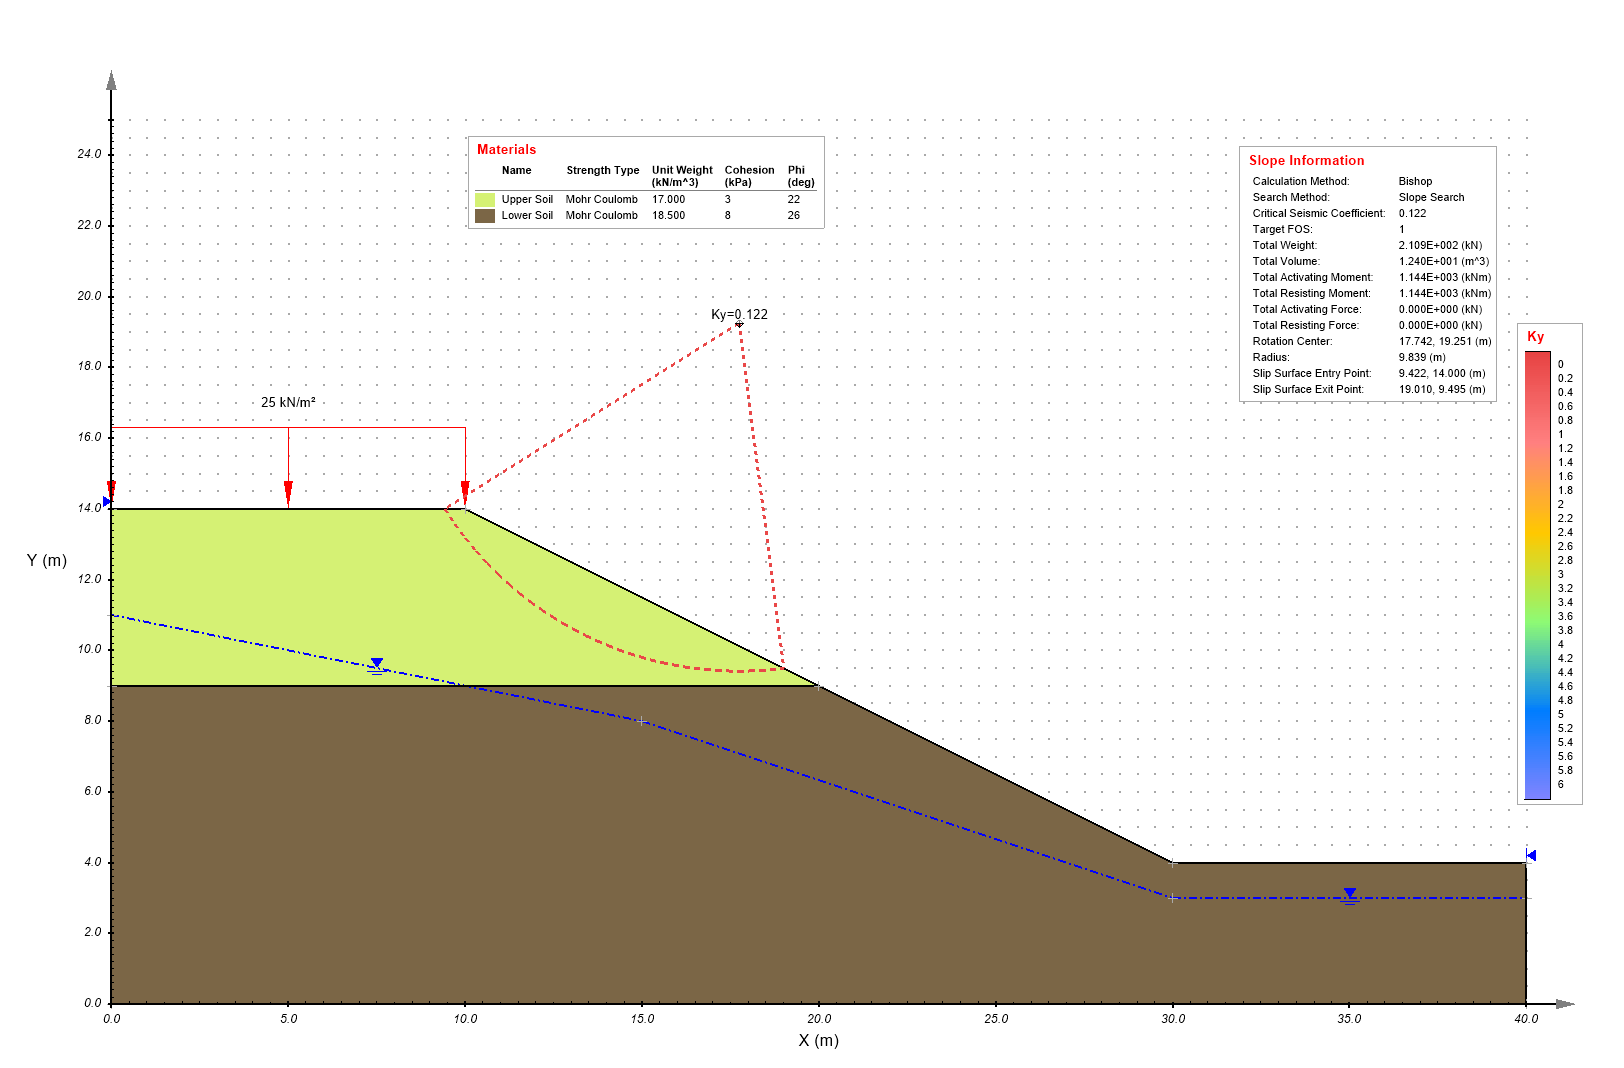 Materials
Name Strength Type Unit Weight (kN/m^3) Cohesion (kPa) Phi (deg)
Upper Soil Mohr Coulomb 17.000 3 22
Lower Soil Mohr Coulomb 18.500 8 26
Slope Information
Calculation Method: Bishop
Search Method: Slope Search
Critical Seismic Coefficient: 0.122
Target FOS: 1
Total Weight: 2.109E+002 (kN)
Total Volume: 1.240E+001 (m^3)
Total Activating Moment: 1.144E+003 (kNm)
Total Resisting Moment: 1.144E+003 (kNm)
Total Activating Force: 0.000E+000 (kN)
Total Resisting Force: 0.000E+000 (kN)
Rotation Center: 17.742, 19.251 (m)
Radius: 9.839 (m)
Slip Surface Entry Point: 9.422, 14.000 (m)
Slip Surface Exit Point: 19.010, 9.495 (m)
Ky=0.122
25 kN/m²
Ky
0
0.2
0.4
0.6
0.8
1
1.2
1.4
1.6
1.8
2
2.2
2.4
2.6
2.8
3
3.2
3.4
3.6
3.8
4
4.2
4.4
4.6
4.8
5
5.2
5.4
5.6
5.8
6
24.0
22.0
20.0
18.0
16.0
14.0
12.0
10.0
8.0
6.0
4.0
2.0
0.0
Y (m)
0.0 5.0 10.0 15.0 20.0 25.0 30.0 35.0 40.0
X (m)